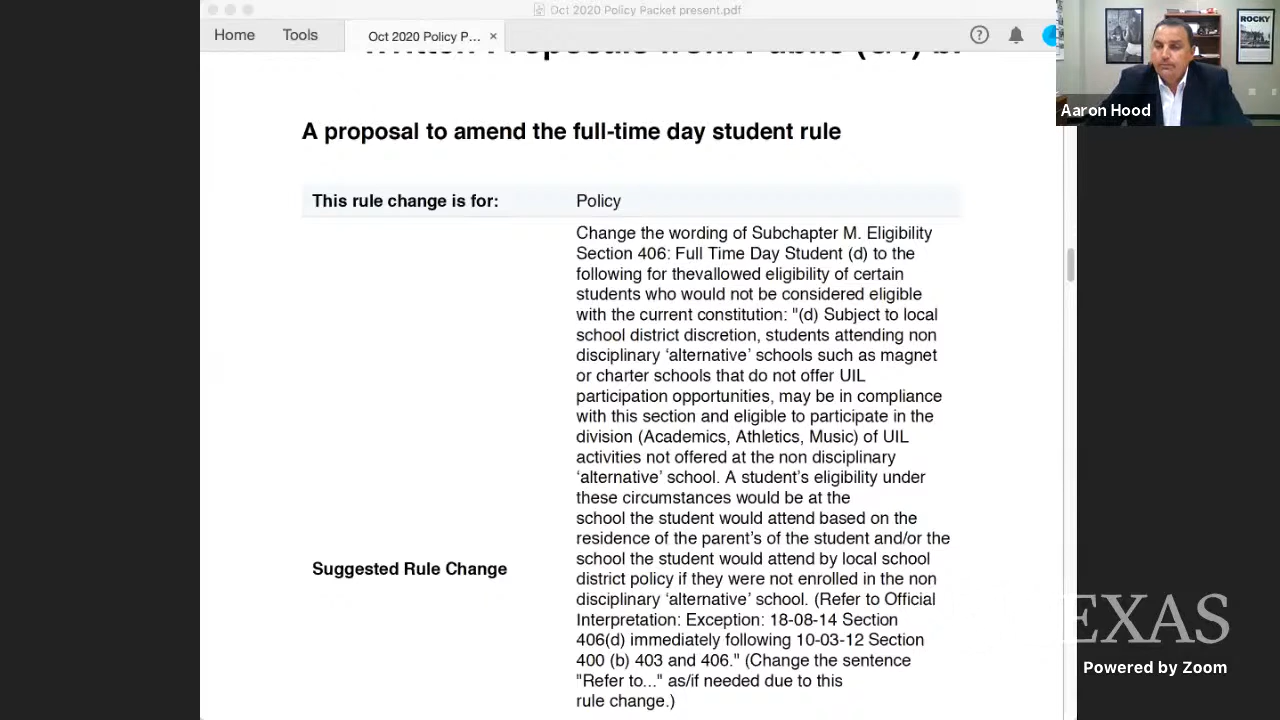 Oct 2020 Policy Packet present.pdf
Home
Tools
Oct 2020 Policy P... ×
ROCKY
Aaron Hood
A proposal to amend the full-time day student rule
This rule change is for:
Policy
Suggested Rule Change
Change the wording of Subchapter M. Eligibility
Section 406: Full Time Day Student (d) to the
following for thevallowed eligibility of certain
students who would not be considered eligible
with the current constitution: "(d) Subject to local
school district discretion, students attending non
disciplinary ‘alternative’ schools such as magnet
or charter schools that do not offer UIL
participation opportunities, may be in compliance
with this section and eligible to participate in the
division (Academics, Athletics, Music) of UIL
activities not offered at the non disciplinary
‘alternative’ school. A student’s eligibility under
these circumstances would be at the
school the student would attend based on the
residence of the parent’s of the student and/or the
school the student would attend by local school
district policy if they were not enrolled in the non
disciplinary ‘alternative’ school. (Refer to Official
Interpretation: Exception: 18-08-14 Section
406(d) immediately following 10-03-12 Section
400 (b) 403 and 406." (Change the sentence
"Refer to..." as/if needed due to this
rule change.)
EXAS
Powered by Zoom